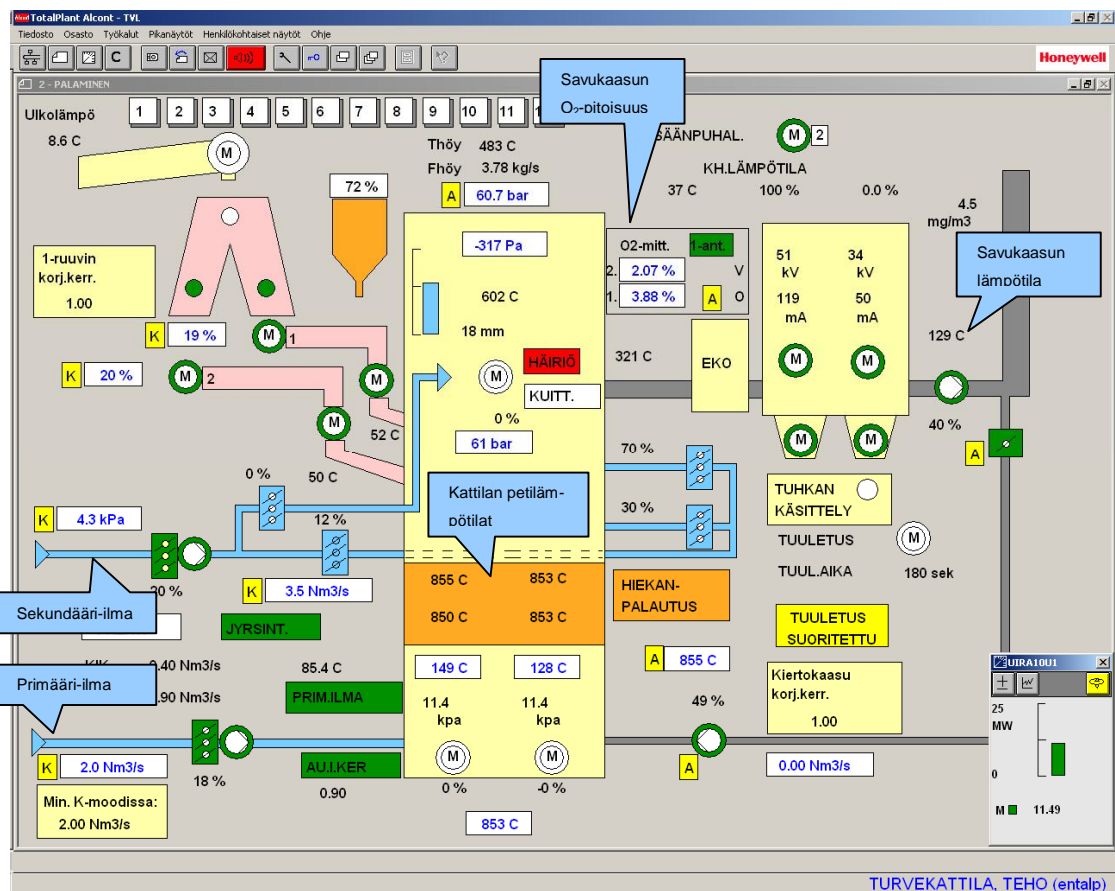 TotalPlant Alcont - TVL
Tiedosto Osasto Työkalut Pikanäytöt Henkilökohtaiset näytöt Ohje
C
Honeywell
2 - PALAMINEN
Ulkolämpö
8.6 C
1 2 3 4 5 6 7 8 9 10 11
Savukaasun
O2-pitoisuus
Thöy 483 C
Fhöy 3.78 kg/s
A 60.7 bar
M 2
KH.LÄMPÖTILA
37 C 100 % 0.0 %
4.5
mg/m3
M
72 %
-317 Pa
O2-mitt. 1-ant.
2. 2.07 % V
1. 3.88 % A O
51
kV
119
mA
34
kV
50
mA
Savukaasun
lämpötila
1-ruuvin
korj.kerr.
1.00
602 C
18 mm
129 C
K 19 %
M 1
K 20 %
M 2
M
M
HÄIRIÖ
M
KUITT.
0 %
321 C
EKO
M M
40 %
52 C
50 C
61 bar
70 %
M M
A
0 %
Kattilan petiläm-
pötilat
30 %
TUHKAN
KÄSITTELY
K 4.3 kPa
12 %
TUULETUS
M
TUUL.AIKA 180 sek
K 3.5 Nm3/s
855 C 853 C
850 C 853 C
HIEKAN-
PALAUTUS
Sekundääri-ilma
JYRSINT.
TUULETUS
SUORITETTU
.40 Nm3/s
85.4 C
149 C 128 C
A 855 C
Primääri-ilma
.90 Nm3/s
PRIM.ILMA
11.4
kpa
11.4
kpa
49 %
Kiertokaasu
korj.kerr.
1.00
UIRA10U1
25
MW
0
M 11.49
K 2.0 Nm3/s
18 %
AU.I.KER
0.90
M M
0 % -0 %
A
0.00 Nm3/s
Min. K-moodissa:
2.00 Nm3/s
853 C
TURVEKATTILA, TEHO (entalp)